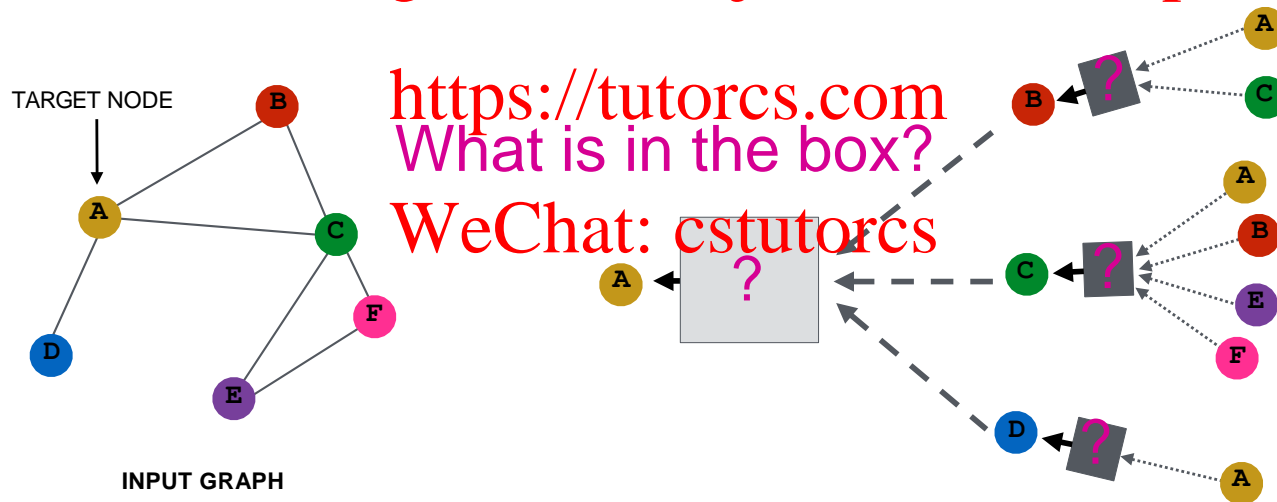 https://tutorcs.com
What is in the box?
WeChat: cstutorcs
TARGET NODE
B
A
C
F
D
E
INPUT GRAPH
A
?
B
?
A
C
C
?
A
B
E
F
D
?
A